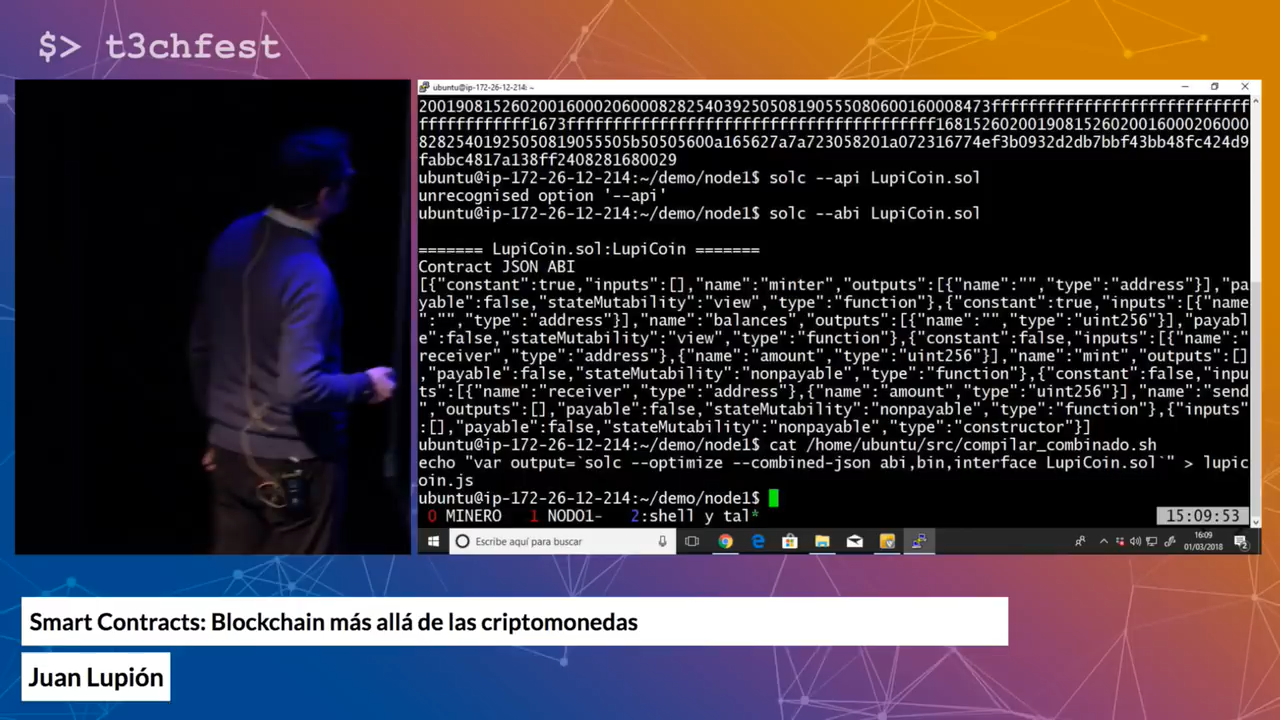 $> t3chfest
ubuntu@ip-172-26-12-214: ~
20019081526020016000206000828254039250508190555080600160008473fffffffffffffffffffffffffffffff
fffffffffffff1673ffffffffffffffffffffffffffffffffffffffff16815260200190815260200160002060000
828254019250508190555505b50505600a165627a7a723058201a072316774ef3b0932d2db7bbf43bb48fc424d9
fabbc4817a138ff2408281680029
ubuntu@ip-172-26-12-214:~/demo/node1$ solc --api LupiCoin.sol
unrecognised option '--api'
ubuntu@ip-172-26-12-214:~/demo/node1$ solc --abi LupiCoin.sol
======= LupiCoin.sol:LupiCoin =======
Contract JSON ABI
[{"constant":true,"inputs":[],"name":"minter","outputs":[{"name":"","type":"address"}],"pa
yable":false,"stateMutability":"view","type":"function"},{"constant":true,"inputs":[{"name
":"","type":"address"}],"name":"balances","outputs":[{"name":"","type":"uint256"}],"payabl
e":false,"stateMutability":"view","type":"function"},{"constant":false,"inputs":[{"name":"
receiver","type":"address"},{"name":"amount","type":"uint256"}],"name":"mint","outputs":[]
,"payable":false,"stateMutability":"nonpayable","type":"function"},{"constant":false,"inpu
ts":[{"name":"receiver","type":"address"},{"name":"amount","type":"uint256"}],"name":"send
","outputs":[],"payable":false,"stateMutability":"nonpayable","type":"function"},{"inputs"
:[],"payable":false,"stateMutability":"nonpayable","type":"constructor"}]
ubuntu@ip-172-26-12-214:~/demo/node1$ cat /home/ubuntu/src/compilar_combinado.sh
echo "var output=`solc --optimize --combined-json abi,bin,interface LupiCoin.sol`" > lupic
oin.js
ubuntu@ip-172-26-12-214:~/demo/node1$
0 MINERO 1 NODO1- 2:shell y tal* 15:09:53
Escribe aquí para buscar
16:09
01/03/2018
2
Smart Contracts: Blockchain más allá de las criptomonedas
Juan Lupión